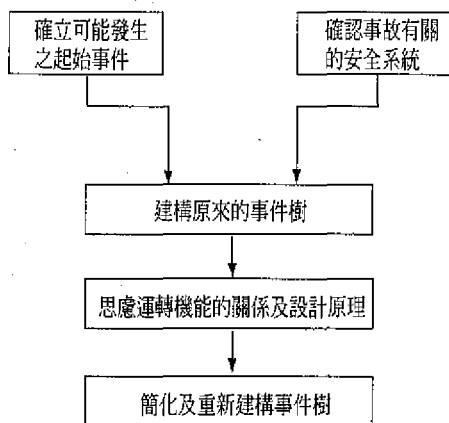 確立可能發生
之起始事件
確認事故有關
的安全系統
建構原來的事件樹
思慮運轉機能的關係及設計原理
簡化及重新建構事件樹